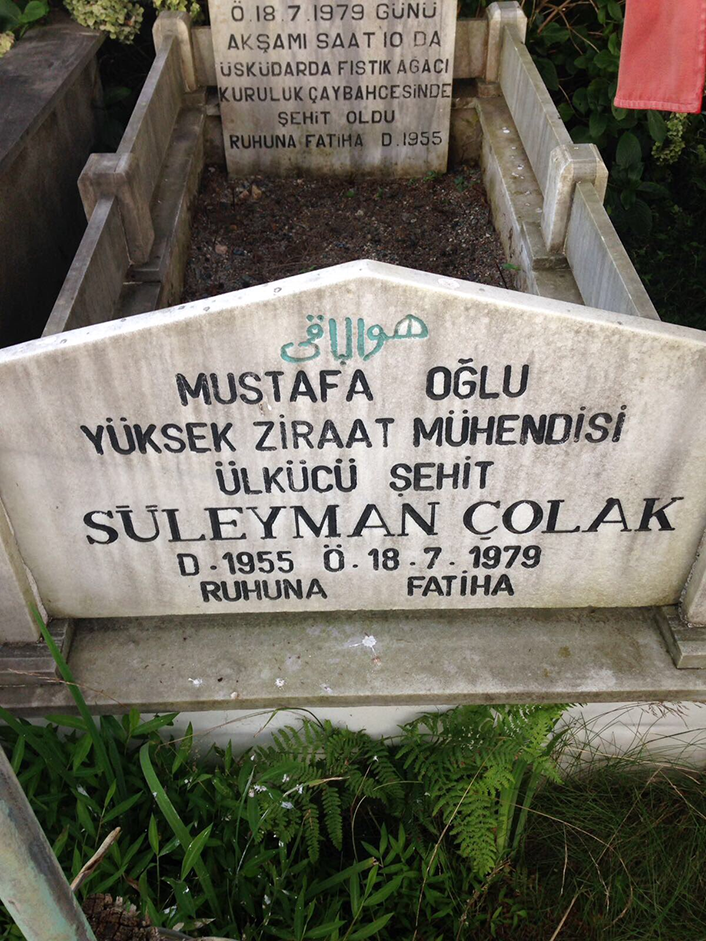 Ö.18.7.1979 GÜNÜ
AKŞAMI SAAT 10 DA
ÜSKÜDARDA FISTIK AĞACI
KURULUK ÇAYBAHCESİNDE
ŞEHİT OLDU
RUHUNA FATİHA D.1955
هوالباقی
MUSTAFA OĞLU
YÜKSEK ZİRAAT MÜHENDİSİ
ÜLKÜCÜ ŞEHİT
SÜLEYMAN ÇOLAK
D.1955 Ö.18.7.1979
RUHUNA FATİHA